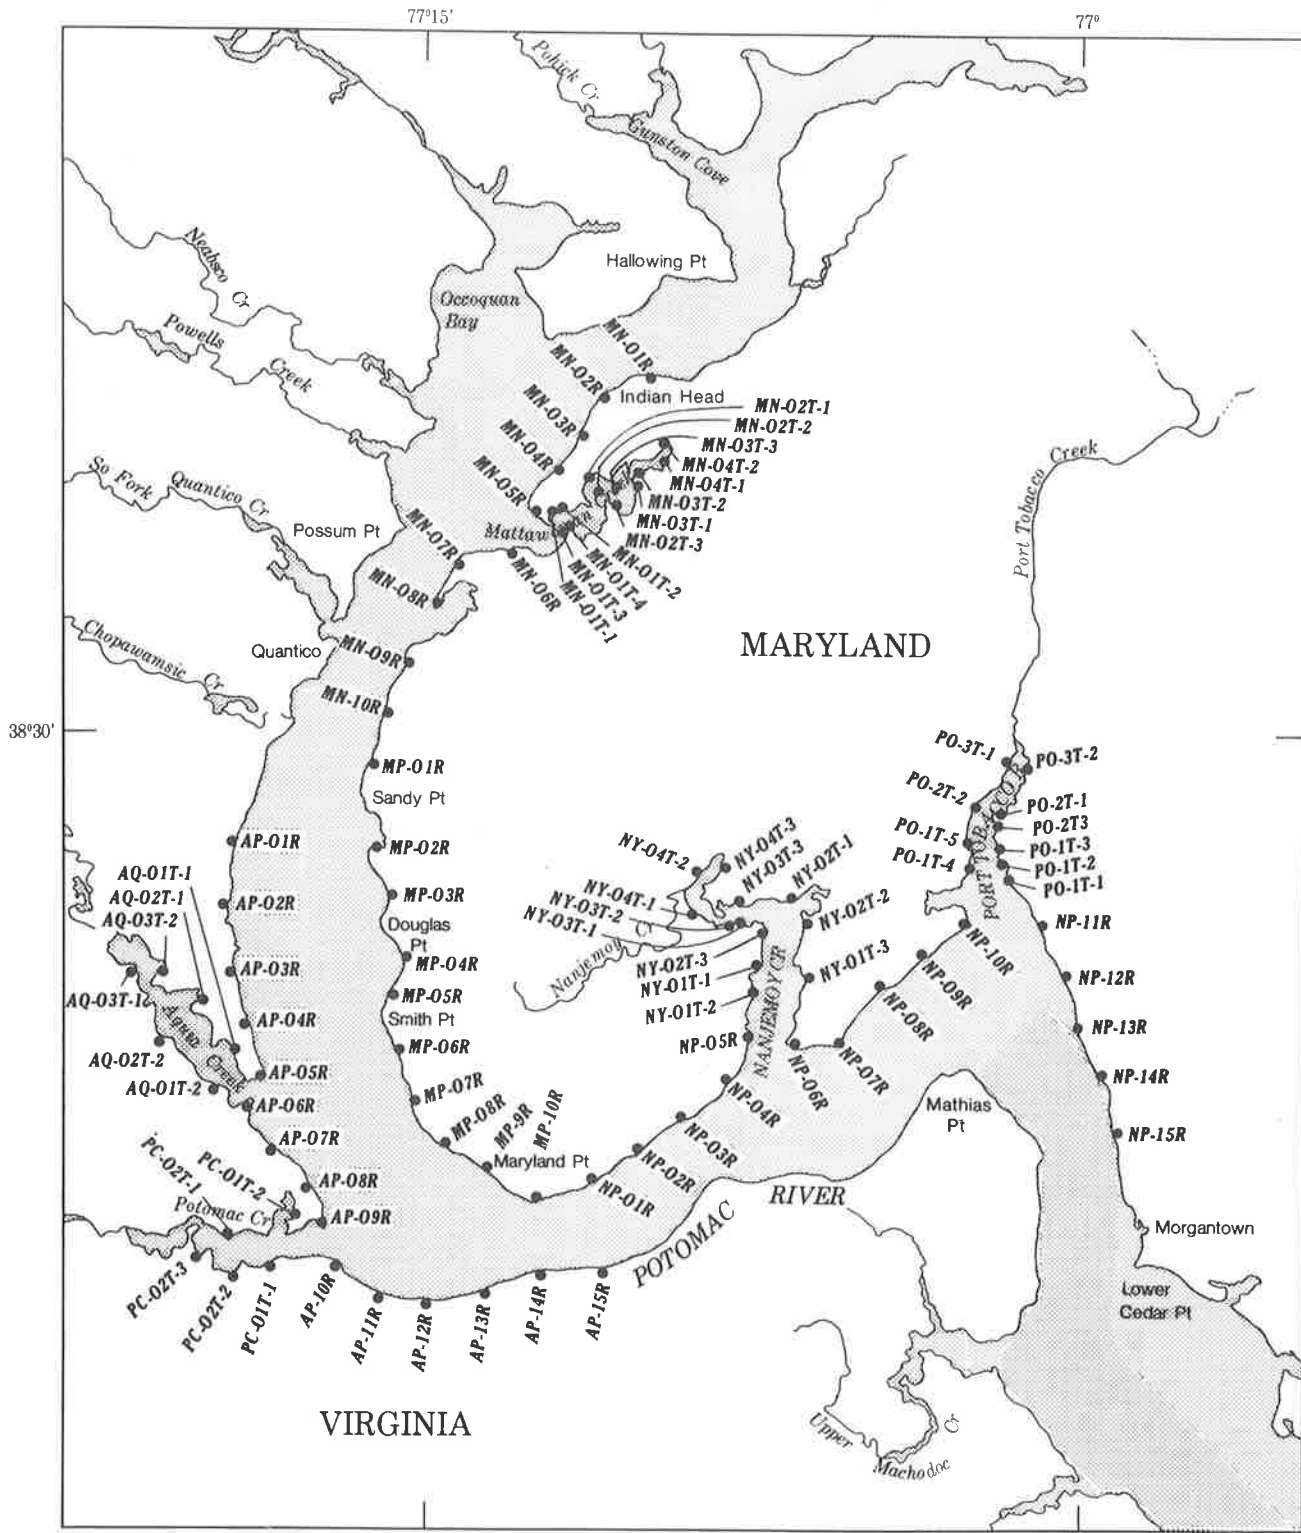 77°15'
77°
Pohick Cr
Gunston Cove
Neabsco Cr
Hallowing Pt
Occoquan
Bay
Powells
Creek
MN-01R
MN-02R
Indian Head
MN-03R
MN-04R
MN-05R
MN-02T-1
MN-02T-2
MN-03T-3
MN-04T-2
MN-04T-1
MN-03T-2
MN-03T-1
MN-02T-3
So Fork
Quantico Cr
Possum Pt
MN-07R
MN-08R
MN-06R
MN-01T-2
MN-01T-4
MN-01T-3
MN-01T-1
Port Tobacco Creek
Chopawamsic Cr
Quantico
MN-09R
MN-10R
MARYLAND
38°30'
MP-01R
Sandy Pt
PO-3T-1
PO-3T-2
PO-2T-2
PO-2T-1
PO-2T3
PO-1T-5
PO-1T-3
PO-1T-4
PO-1T-2
PO-1T-1
PORT TOBACCO
AP-01R
MP-02R
AQ-01T-1
AQ-02T-1
AQ-03T-2
AP-02R
MP-03R
Douglas
Pt
NY-04T-2
NY-04T-3
NY-03T-3
NY-02T-1
NY-04T-1
NY-03T-2
NY-03T-1
NY-02T-2
Nanjemoy Cr
NY-02T-3
NY-01T-1
NY-01T-2
NY-01T-3
NANJEMOY CR
AP-03R
MP-04R
AQ-03T-1
MP-05R
Smith Pt
Aquia Creek
AP-04R
MP-06R
AQ-02T-2
AQ-01T-2
AP-05R
AP-06R
MP-07R
AP-07R
MP-08R
MP-9R
MP-10R
Maryland Pt
NP-11R
NP-10R
NP-09R
NP-12R
NP-08R
NP-13R
NP-05R
NP-06R
NP-07R
NP-04R
NP-14R
Mathias
Pt
NP-03R
NP-15R
NP-02R
NP-01R
PC-02T-1
PC-01T-2
AP-08R
Potomac Cr
AP-09R
PC-02T-3
PC-02T-2
PC-01T-1
AP-10R
AP-11R
AP-12R
AP-13R
AP-14R
AP-15R
POTOMAC
RIVER
Morgantown
Lower
Cedar Pt
VIRGINIA
Upper
Machodoc
Cr